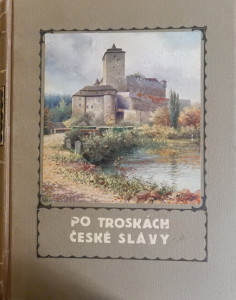 PO TROSKÁCH
ČESKÉ SLÁVY